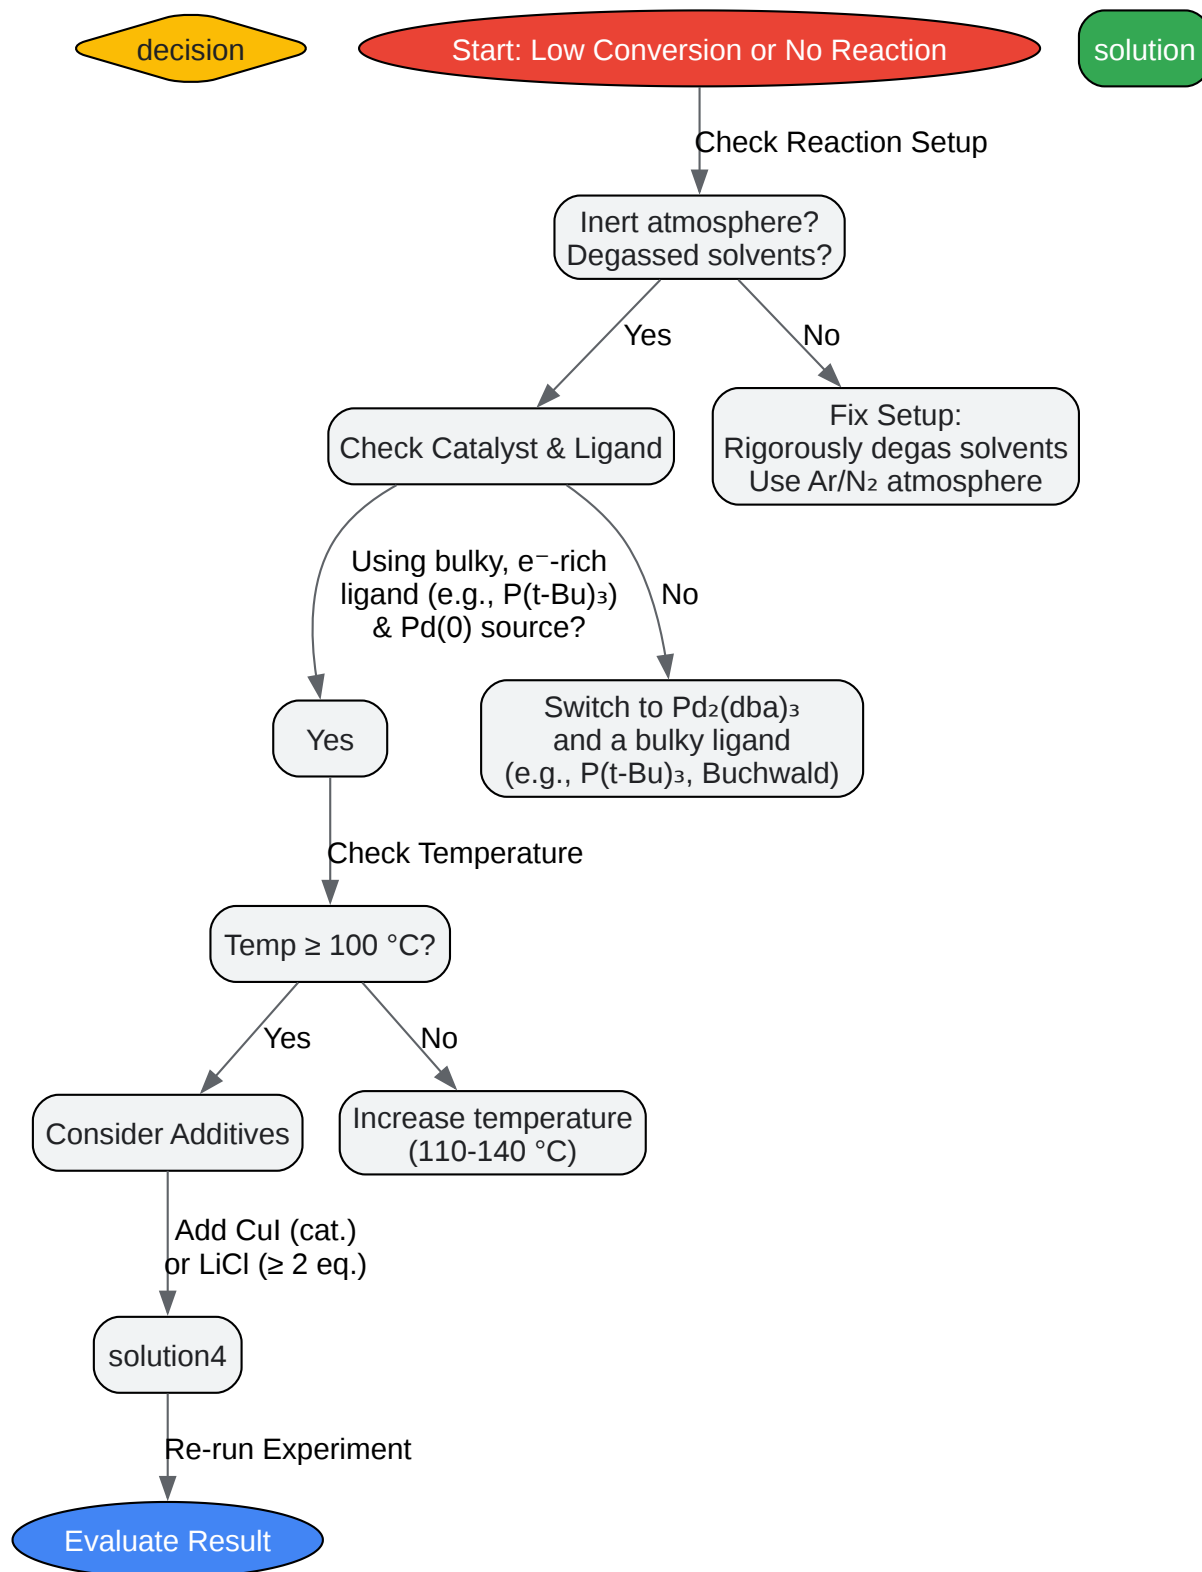 decision
Start: Low Conversion or No Reaction
solution
Check Reaction Setup
Inert atmosphere?
Degassed solvents?
Yes
No
Check Catalyst & Ligand
Fix Setup:
Rigorously degas solvents
Use Ar/N₂ atmosphere
Using bulky, e⁻-rich
ligand (e.g., P(t-Bu)₃)
& Pd(0) source?
No
Yes
Switch to Pd₂(dba)₃
and a bulky ligand
(e.g., P(t-Bu)₃, Buchwald)
Check Temperature
Temp ≥ 100 °C?
Yes
No
Consider Additives
Increase temperature
(110-140 °C)
Add CuI (cat.)
or LiCl (≥ 2 eq.)
solution4
Re-run Experiment
Evaluate Result